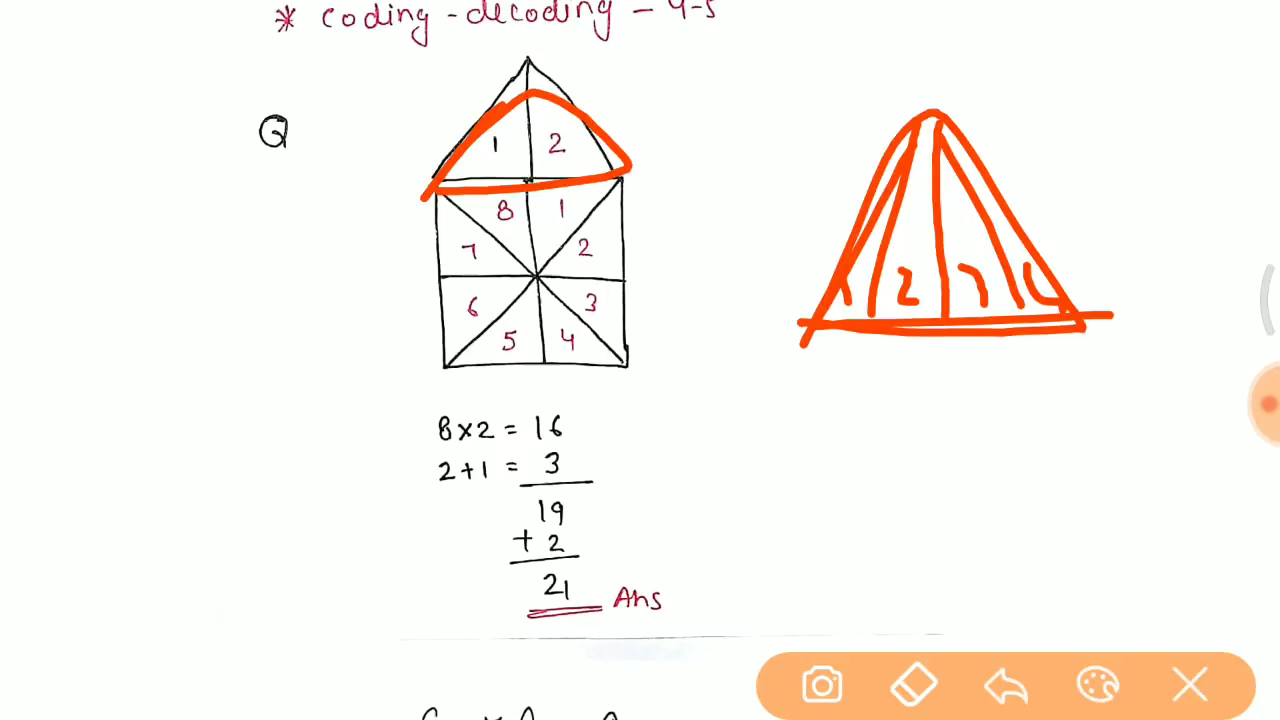 * coding - decoding - 4-5
Q
1 2
8 1
7 2
6 3
5 4
1 2 3 4
8 x 2 = 16
2 + 1 = 3
19
+ 2
21 Ans